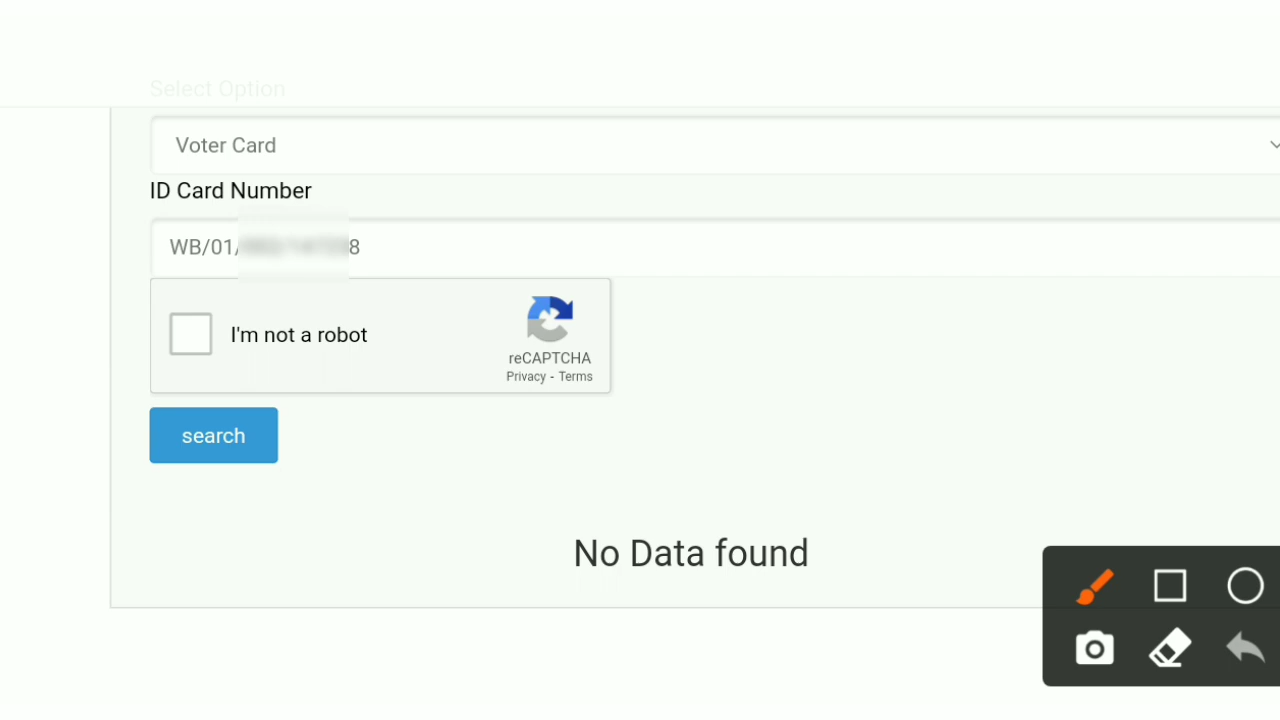 Select Option
Voter Card
ID Card Number
WB/01/ 8
I'm not a robot
reCAPTCHA
Privacy - Terms
search
No Data found